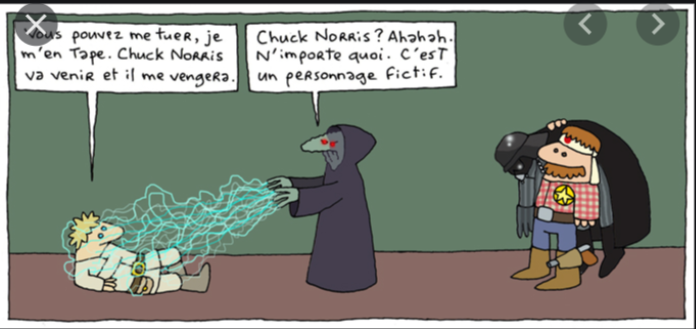 Vous pouvez me tuer, je
m'en tape. Chuck Norris
va venir et il me vengera.
Chuck Norris? Ahahah.
N'importe quoi. C'est
un personnage fictif.